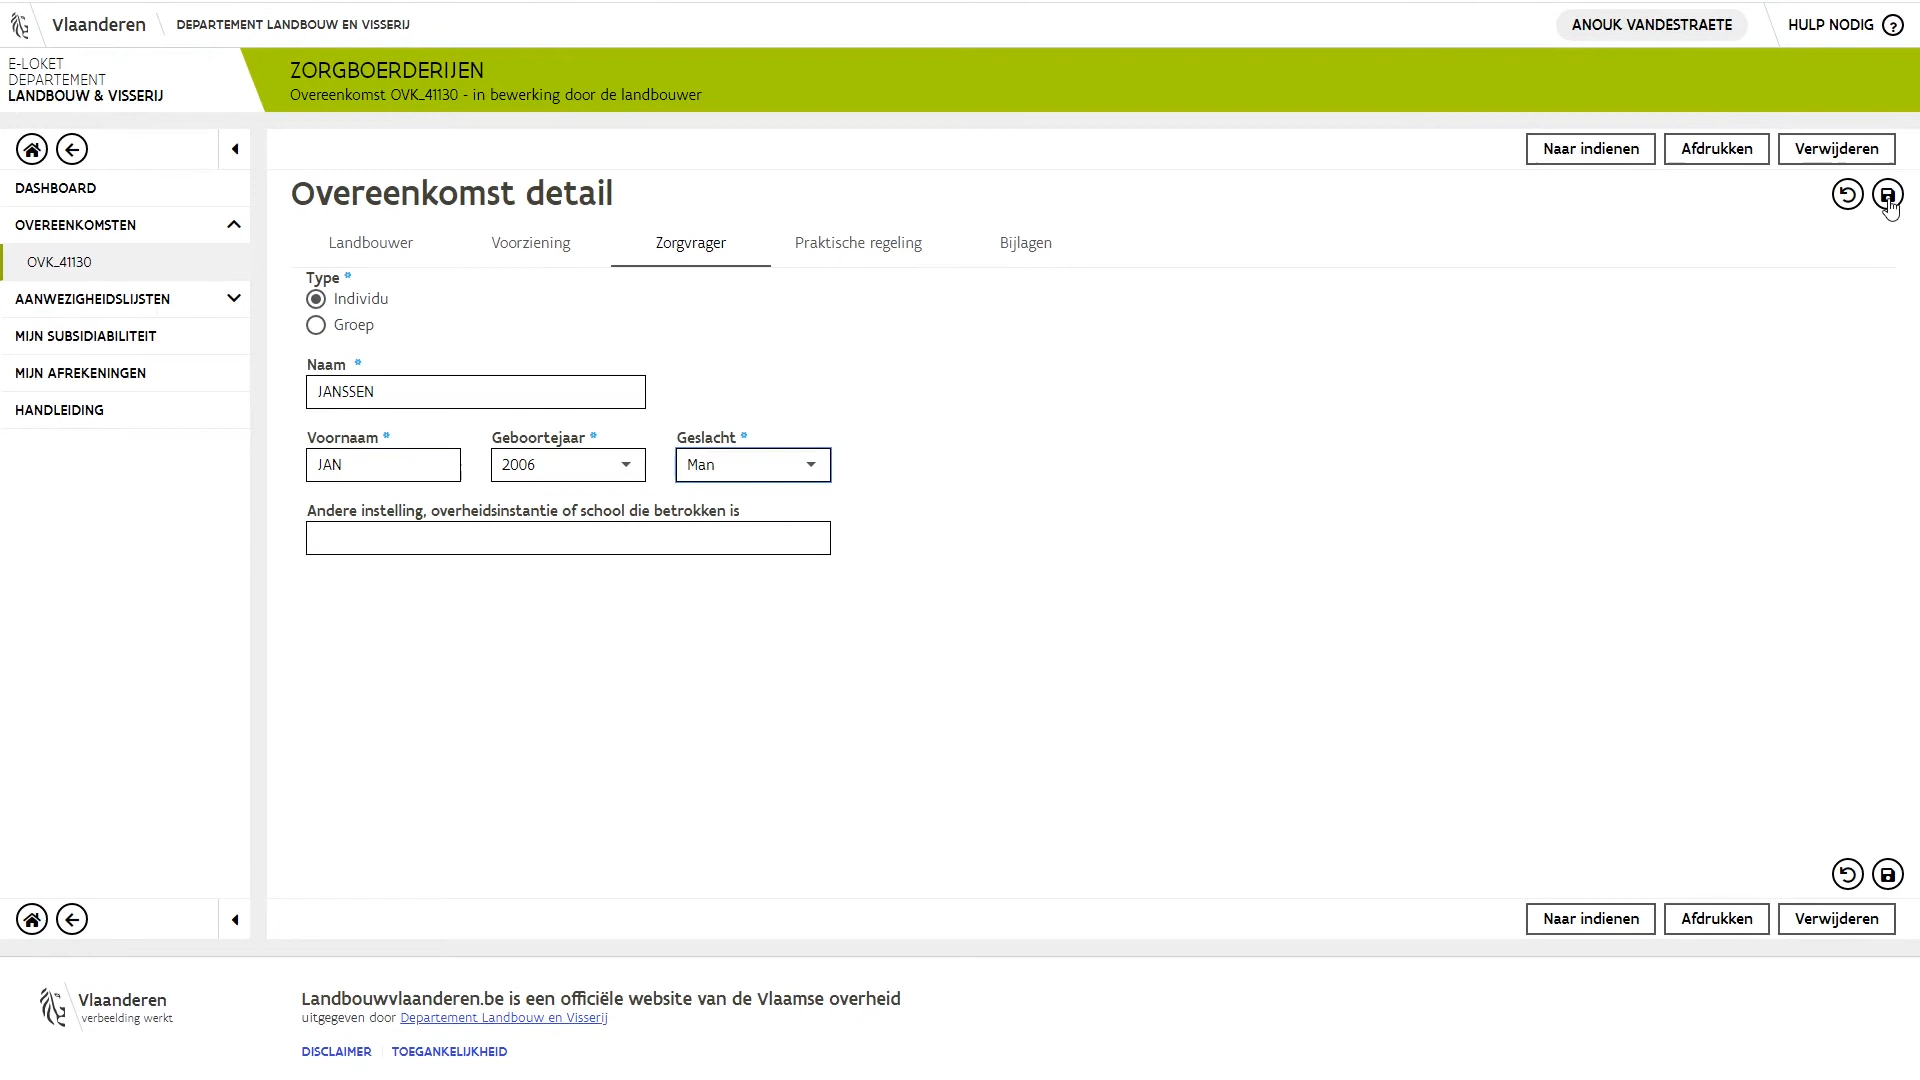 Vlaanderen
DEPARTEMENT LANDBOUW EN VISSERIJ
ANOUK VANDESTRAETE
HULP NODIG ?
E-LOKET
DEPARTEMENT
LANDBOUW & VISSERIJ
ZORGBOERDERIJEN
Overeenkomst OVK_41130 - in bewerking door de landbouwer
Naar indienen
Afdrukken
Verwijderen
DASHBOARD
OVEREENKOMSTEN
OVK_41130
AANWEZIGHEIDSLIJSTEN
MIJN SUBSIDIABILITEIT
MIJN AFREKENINGEN
HANDLEIDING
Overeenkomst detail
Landbouwer
Voorziening
Zorgvrager
Praktische regeling
Bijlagen
Type *
Individu
Groep
Naam *
JANSSEN
Voornaam *
Geboortejaar *
Geslacht *
JAN
2006
Man
Andere instelling, overheidsinstantie of school die betrokken is
Naar indienen
Afdrukken
Verwijderen
Vlaanderen
verbeelding werkt
Landbouwvlaanderen.be is een officiële website van de Vlaamse overheid
uitgegeven door Departement Landbouw en Visserij
DISCLAIMER
TOEGANKELIJKHEID